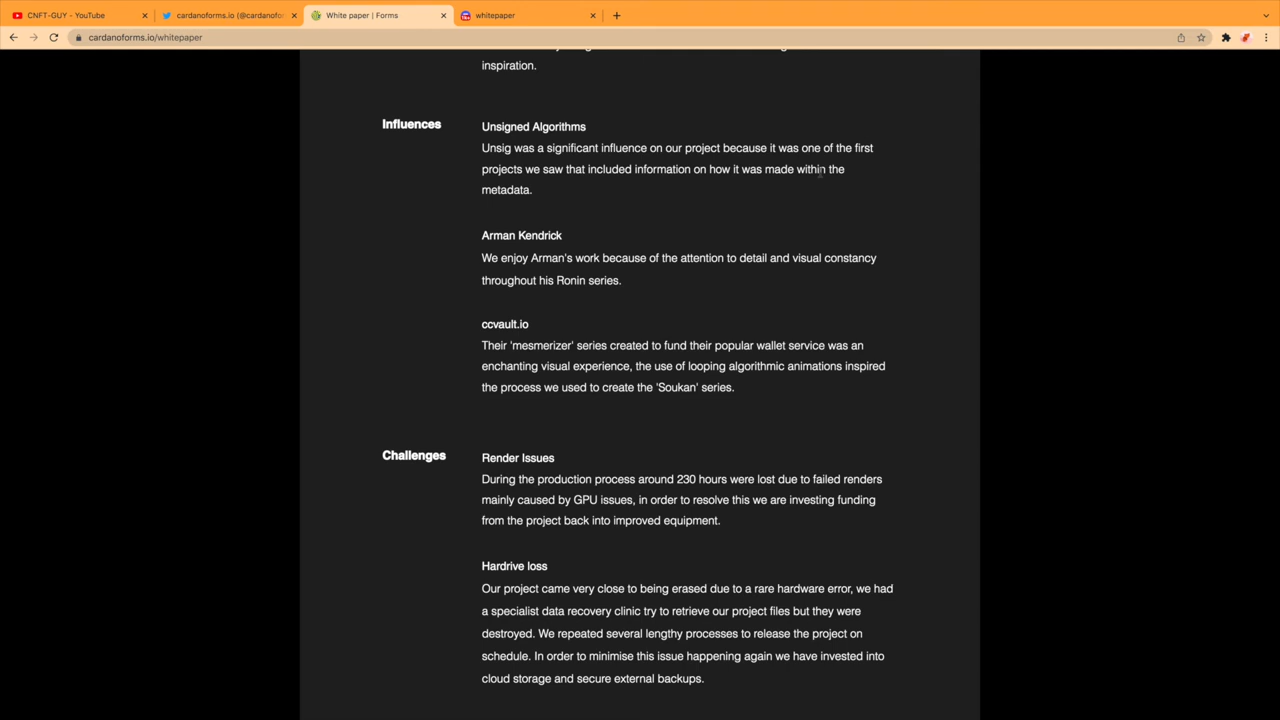 CNFT-GUY - YouTube
cardanoforms.io (@cardanofor
White paper | Forms
whitepaper
cardanoforms.io/whitepaper
inspiration.
Influences
Unsigned Algorithms
Unsig was a significant influence on our project because it was one of the first
projects we saw that included information on how it was made within the
metadata.
Arman Kendrick
We enjoy Arman's work because of the attention to detail and visual constancy
throughout his Ronin series.
ccvault.io
Their 'mesmerizer' series created to fund their popular wallet service was an
enchanting visual experience, the use of looping algorithmic animations inspired
the process we used to create the 'Soukan' series.
Challenges
Render Issues
During the production process around 230 hours were lost due to failed renders
mainly caused by GPU issues, in order to resolve this we are investing funding
from the project back into improved equipment.
Hardrive loss
Our project came very close to being erased due to a rare hardware error, we had
a specialist data recovery clinic try to retrieve our project files but they were
destroyed. We repeated several lengthy processes to release the project on
schedule. In order to minimise this issue happening again we have invested into
cloud storage and secure external backups.